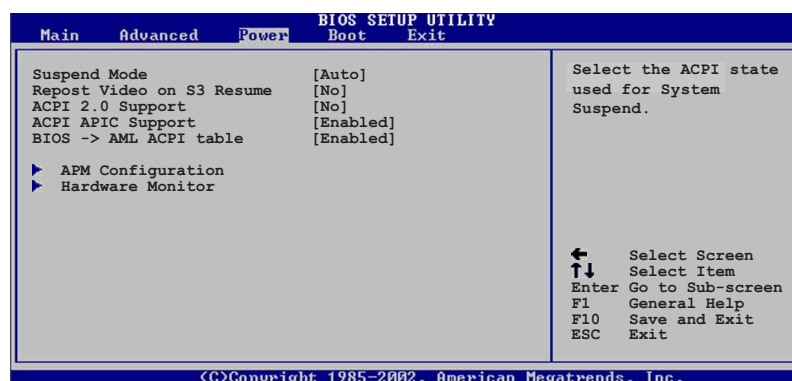 BIOS SETUP UTILITY
Main Advanced Power Boot Exit
Suspend Mode [Auto]
Repost Video on S3 Resume [No]
ACPI 2.0 Support [No]
ACPI APIC Support [Enabled]
BIOS -> AML ACPI table [Enabled]
APM Configuration
Hardware Monitor
Select the ACPI state
used for System
Suspend.
← Select Screen
↑↓ Select Item
Enter Go to Sub-screen
F1 General Help
F10 Save and Exit
ESC Exit
(C)Copyright 1985-2002, American Megatrends, Inc.